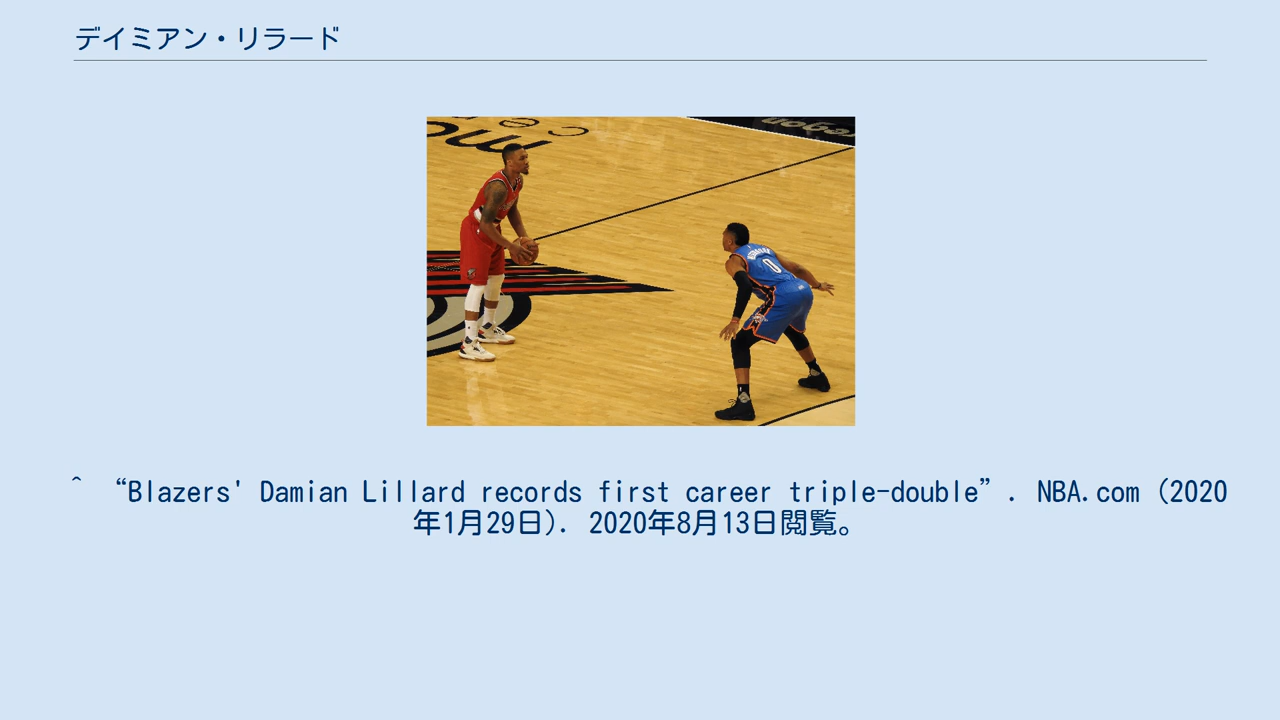 デイミアン・リラード
^ “Blazers' Damian Lillard records first career triple-double”. NBA.com (2020
年1月29日). 2020年8月13日閲覧。
0